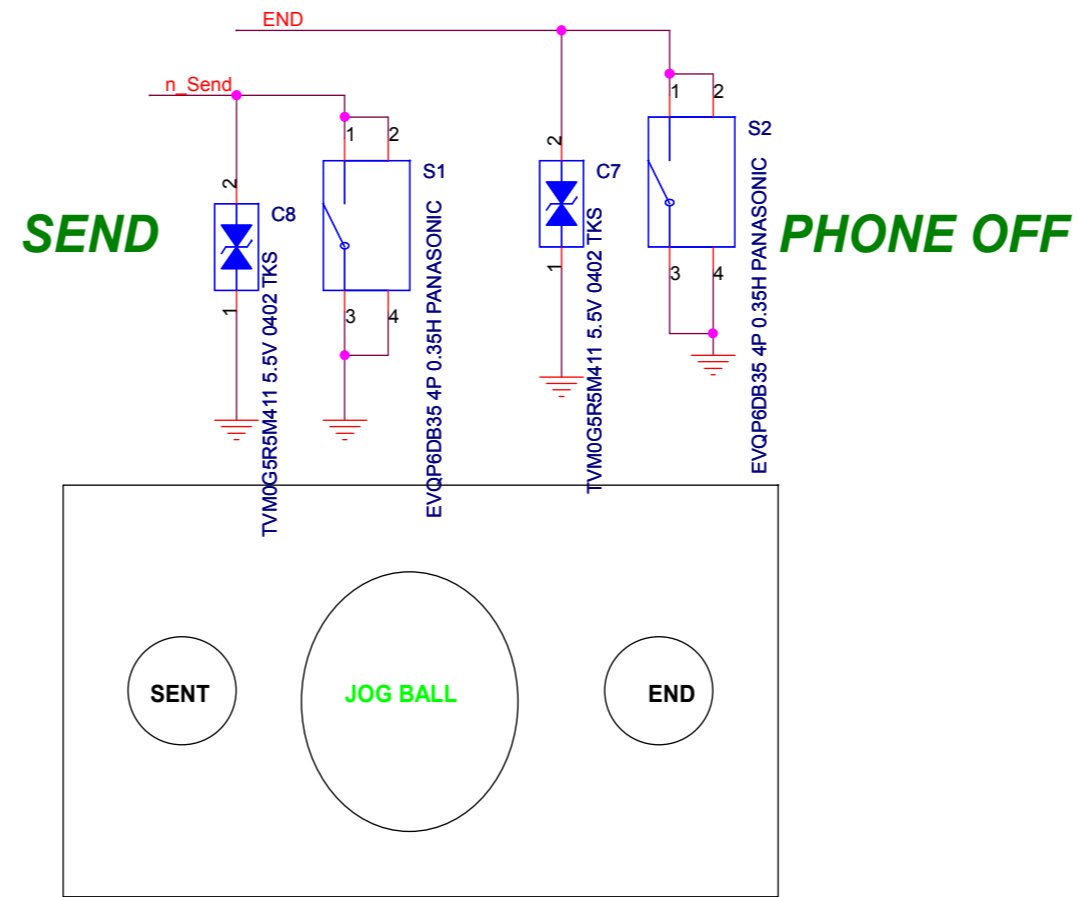 END
n_Send
1
2
S2
1
2
2
C7
S1
2
C8
SEND
PHONE OFF
1
3
4
1
3
4
TVM0G5R5M411 5.5V 0402 TKS
EVQP6DB35 4P 0.35H PANASONIC
TVM0G5R5M411 5.5V 0402 TKS
EVQP6DB35 4P 0.35H PANASONIC
SENT
JOG BALL
END